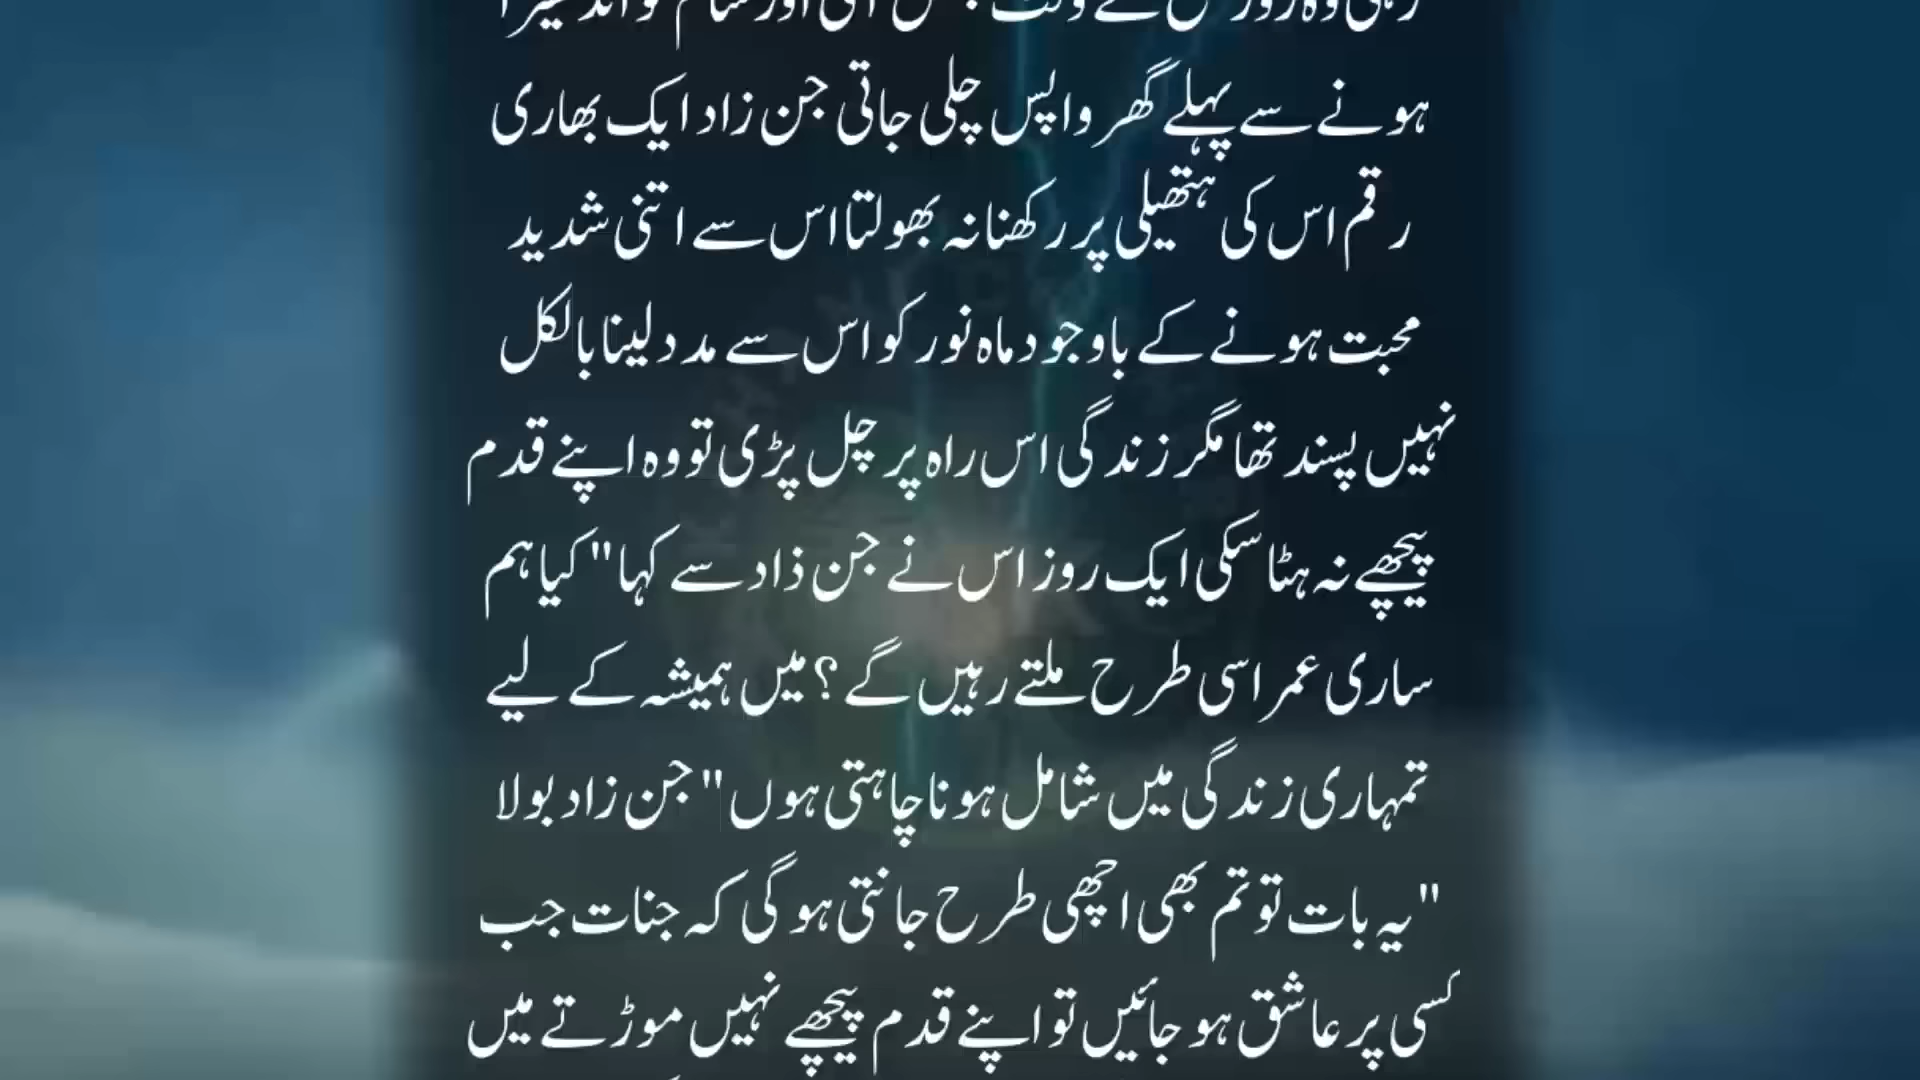 ہونے سے پہلے گھر واپس چلی جاتی جن زاد ایک بھاری
رقم اس کی ہتھیلی پر رکھنا نہ بھولتا اس سے اتنی شدید
محبت ہونے کے باوجود ماہ نور کو اس سے مدد لینا بالکل
نہیں پسند تھا مگر زندگی اس راہ پر چل پڑی تو وہ اپنے قدم
پیچھے نہ ہٹا سکی ایک روز اس نے جن ذاد سے کہا "کیا ہم
ساری عمر اسی طرح ملتے رہیں گے؟ میں ہمیشہ کے لیے
تمہاری زندگی میں شامل ہونا چاہتی ہوں" جن زاد بولا
"یہ بات تو تم بھی اچھی طرح جانتی ہو گی کہ جنات جب
کسی پر عاشق ہو جائیں تو اپنے قدم پیچھے نہیں موڑتے میں